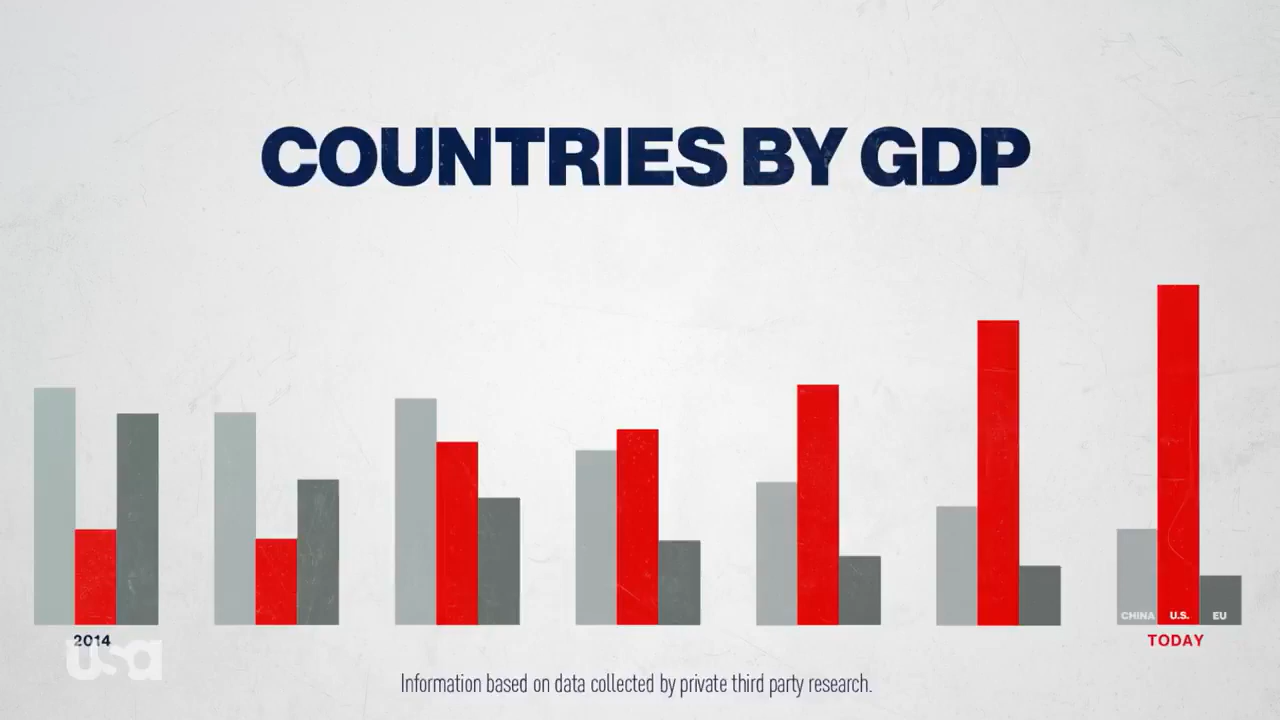 COUNTRIES BY GDP
CHINA U.S. EU
2014
TODAY
usa
Information based on data collected by private third party research.